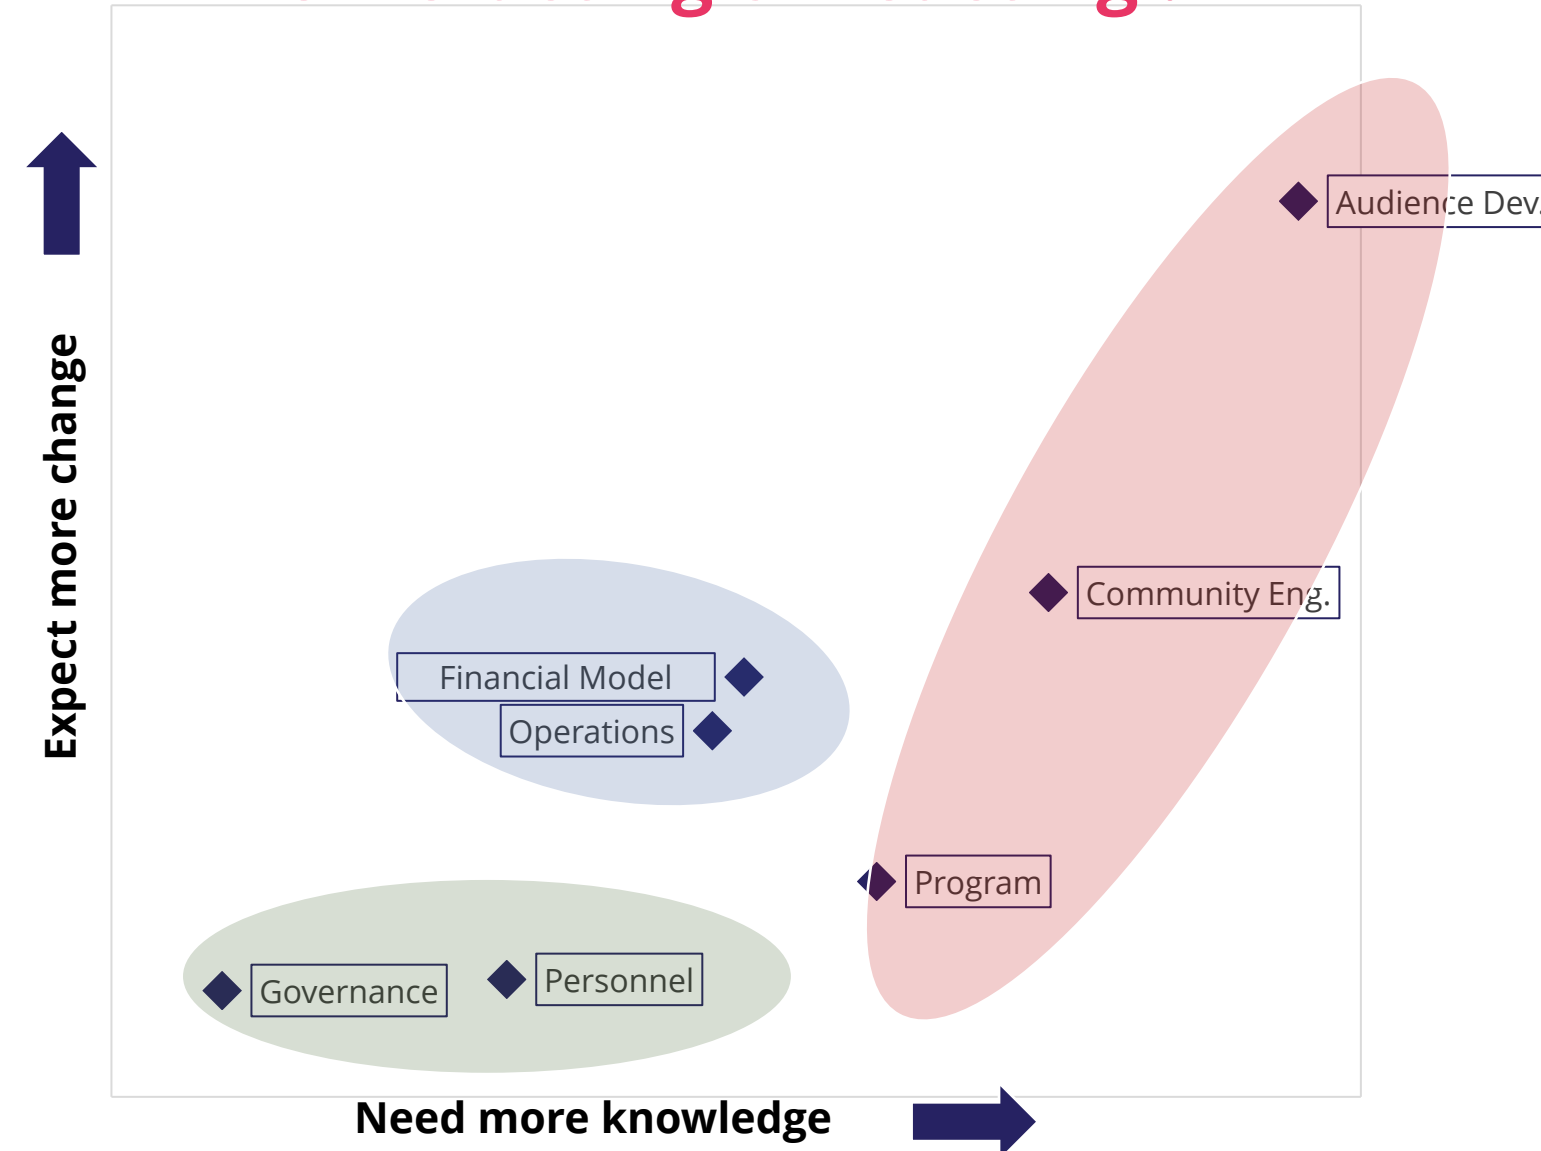 Audience Dev.
Expect more change
Community Eng.
Financial Model
Operations
Program
Personnel
Governance
Need more knowledge